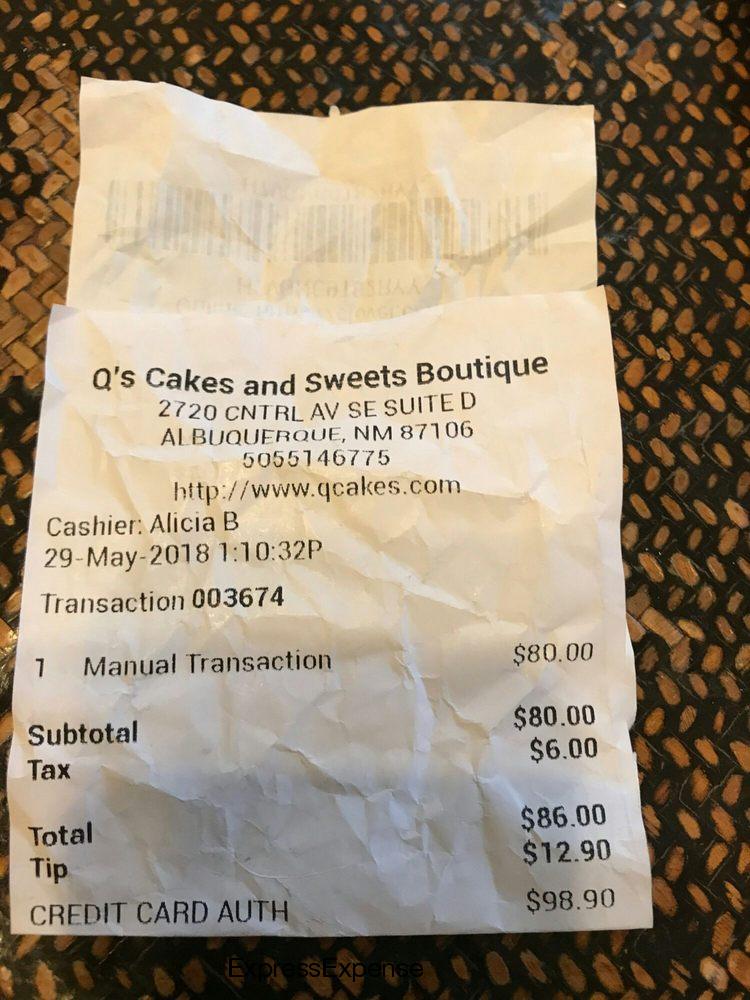 Q's Cakes and Sweets Boutique
2720 CNTRL AV SE SUITE D
ALBUQUERQUE, NM 87106
5055146775
http://www.qcakes.com
Cashier: Alicia B
29-May-2018 1:10:32P
Transaction 003674
1 Manual Transaction $80.00
Subtotal $80.00
Tax $6.00
Total $86.00
Tip $12.90
CREDIT CARD AUTH $98.90
ExpressExpense